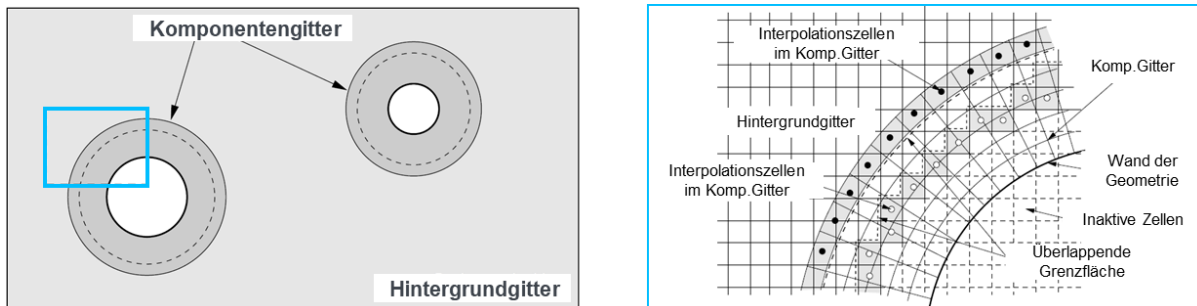 Komponentengitter
Hintergrundgitter
Interpolationszellen
im Komp.Gitter
Komp.Gitter
Hintergrundgitter
Interpolationszellen
im Komp.Gitter
Wand der
Geometrie
Inaktive Zellen
Überlappende
Grenzfläche